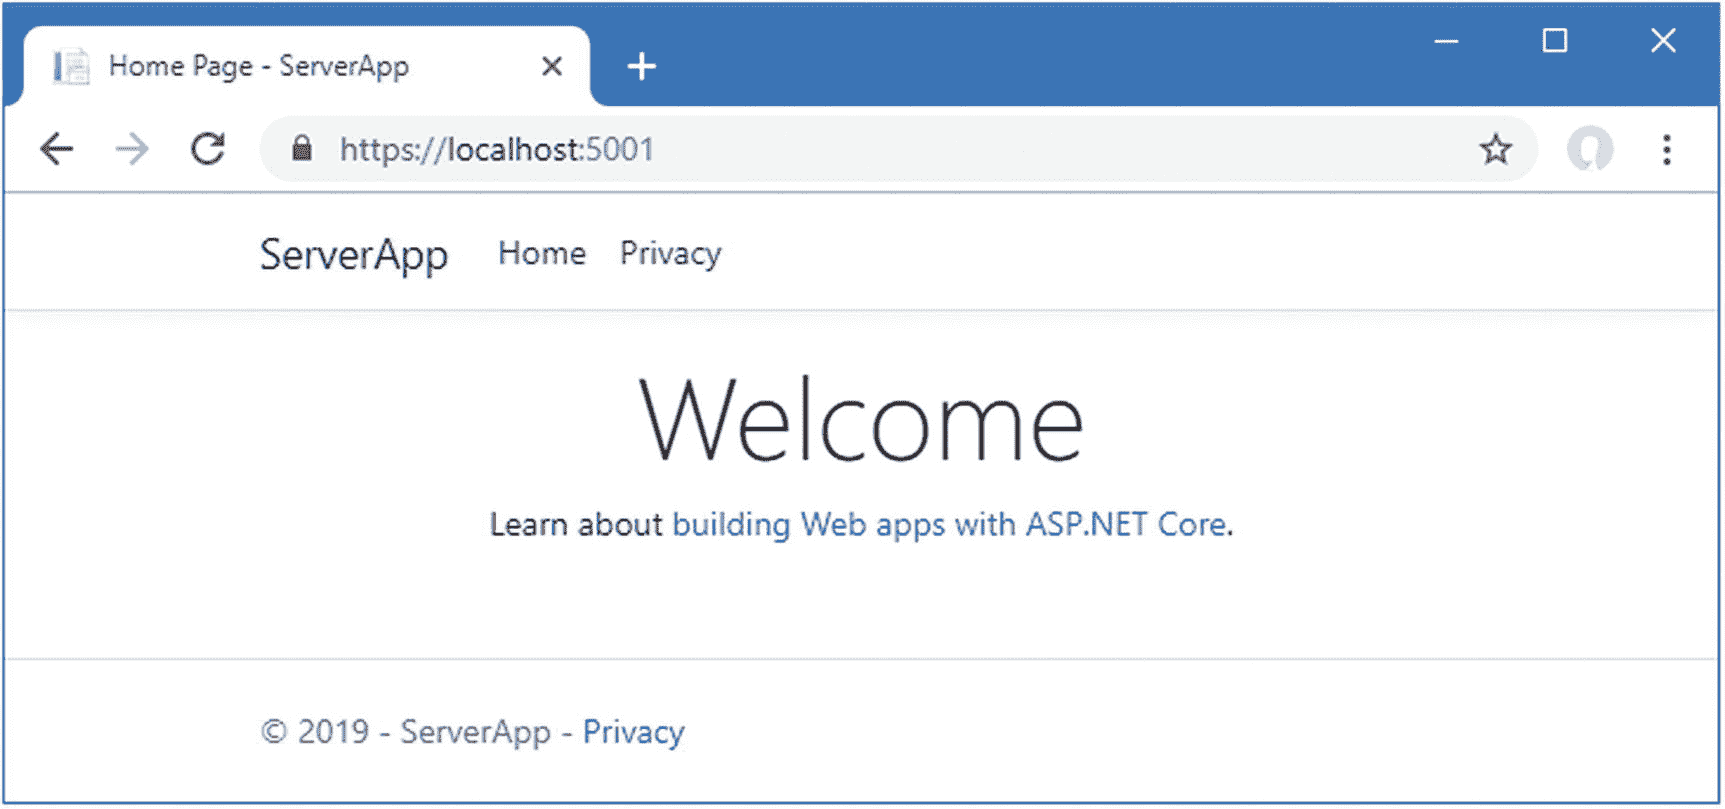 Home Page - ServerApp
https://localhost:5001
ServerApp Home Privacy
Welcome
Learn about building Web apps with ASP.NET Core.
© 2019 - ServerApp - Privacy